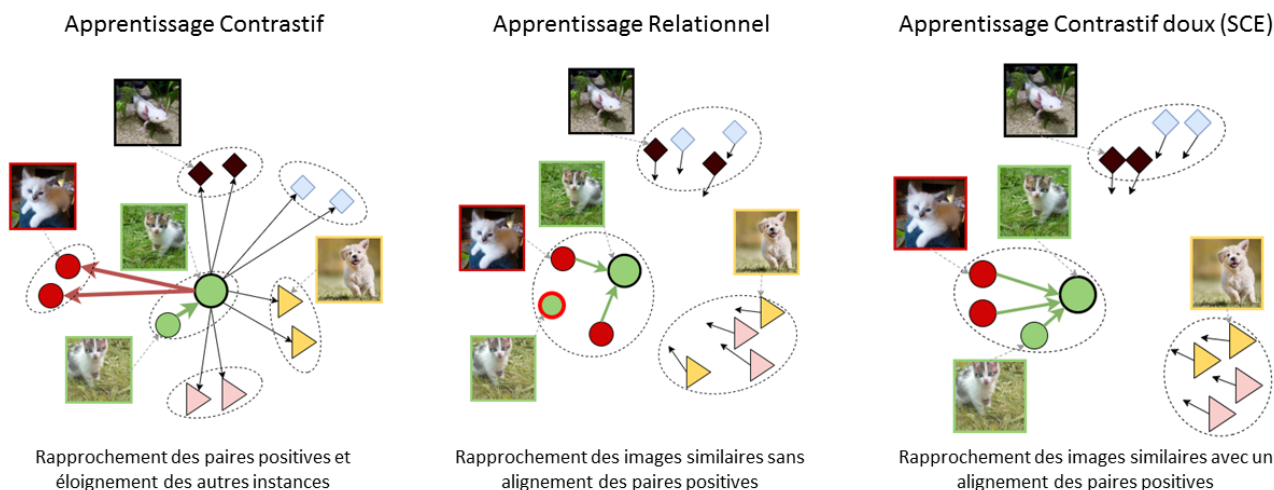 Apprentissage Contrastif
Apprentissage Relationnel
Apprentissage Contrastif doux (SCE)
Rapprochement des paires positives et
éloignement des autres instances
Rapprochement des images similaires sans
alignement des paires positives
Rapprochement des images similaires avec un
alignement des paires positives